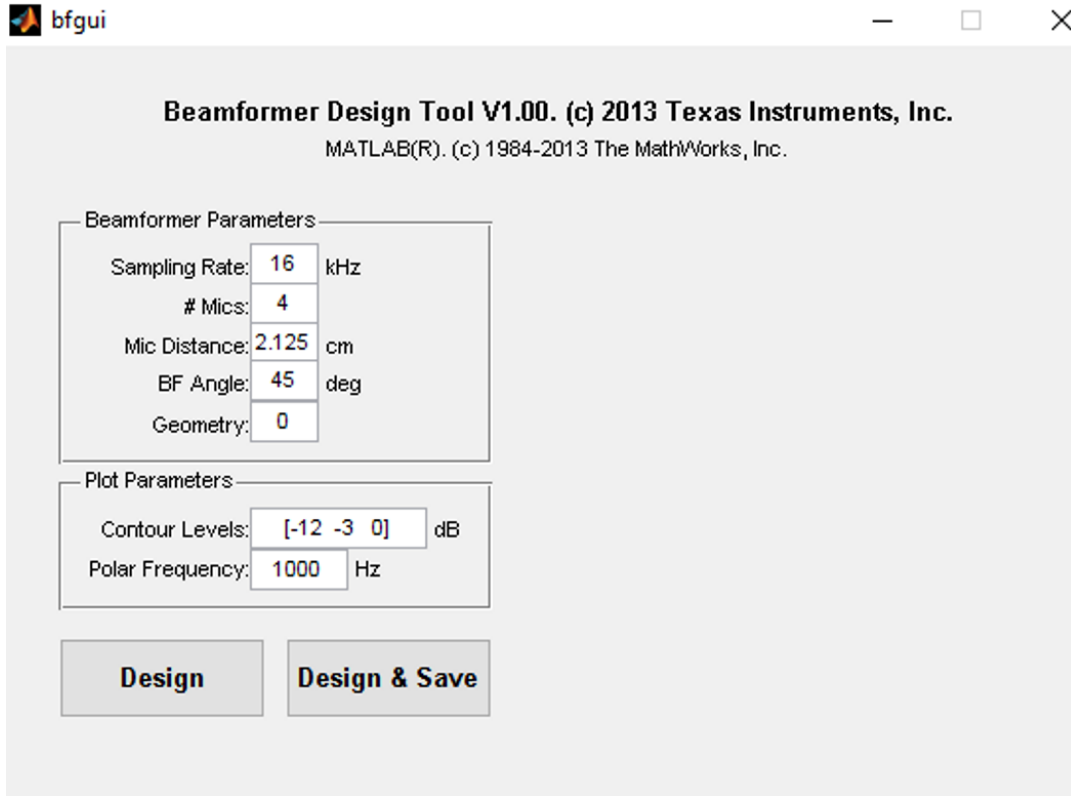 bfgui
Beamformer Design Tool V1.00. (c) 2013 Texas Instruments, Inc.
MATLAB(R). (c) 1984-2013 The MathWorks, Inc.
Beamformer Parameters
Sampling Rate: 16 kHz
# Mics: 4
Mic Distance: 2.125 cm
BF Angle: 45 deg
Geometry: 0
Plot Parameters
Contour Levels: [-12 -3 0] dB
Polar Frequency: 1000 Hz
Design Design & Save